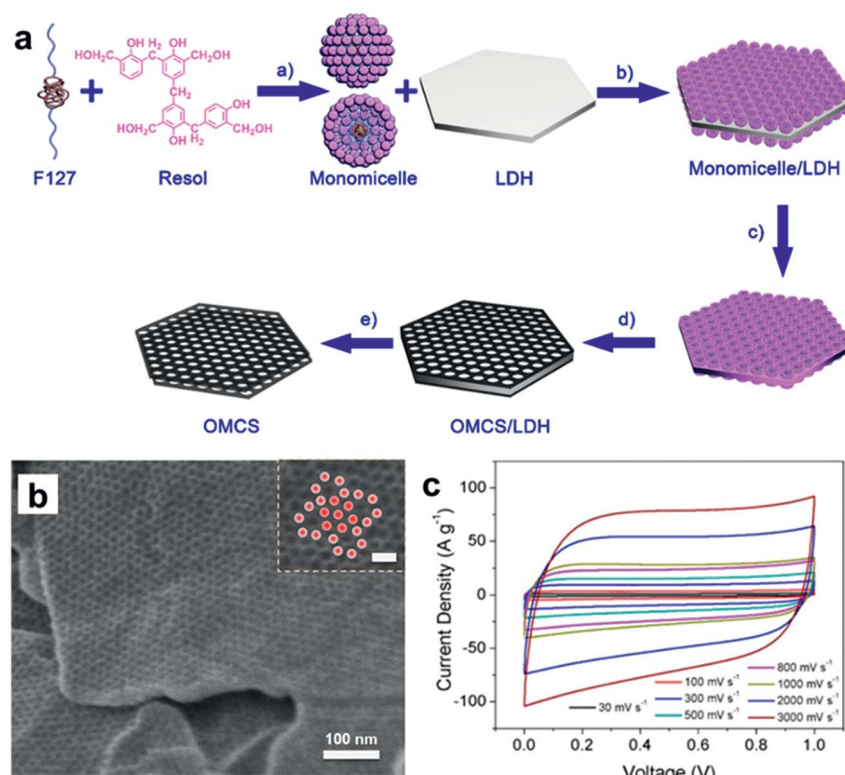 a
OH
OH
CH₂
CHOH₂C
CH₂OH
a)
b)
CH₂
OH
HOH₂C
CH₂OH
OH
C
H₂
CH₂OH
F127
Resol
Monomicelle
LDH
Monomicelle/LDH
c)
e)
d)
OMCS
OMCS/LDH
b
100 nm
c
Current Density (A g⁻¹)
100
50
0
-50
-100
30 mV s⁻¹
100 mV s⁻¹
300 mV s⁻¹
500 mV s⁻¹
800 mV s⁻¹
1000 mV s⁻¹
2000 mV s⁻¹
3000 mV s⁻¹
0.0 0.2 0.4 0.6 0.8 1.0
Voltage (V)